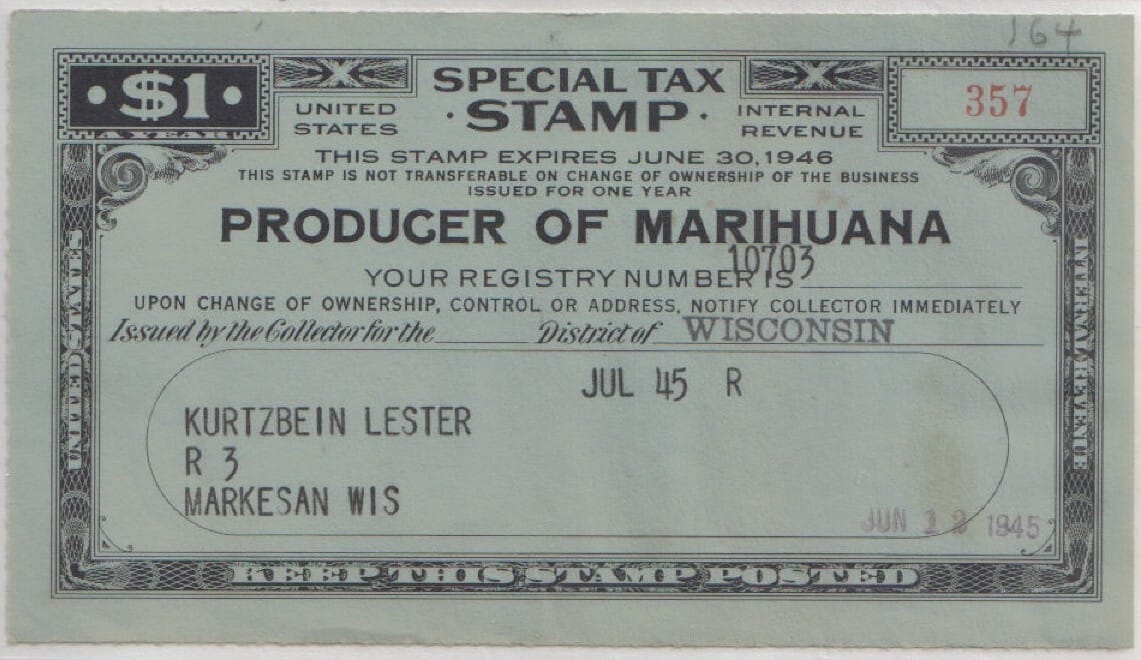 164
$1
A YEAR
UNITED STATES
SPECIAL TAX
STAMP
INTERNAL REVENUE
357
THIS STAMP EXPIRES JUNE 30, 1946
THIS STAMP IS NOT TRANSFERABLE ON CHANGE OF OWNERSHIP OF THE BUSINESS
ISSUED FOR ONE YEAR
PRODUCER OF MARIHUANA
YOUR REGISTRY NUMBER IS 10703
UPON CHANGE OF OWNERSHIP, CONTROL OR ADDRESS, NOTIFY COLLECTOR IMMEDIATELY
Issued by the Collector for the District of WISCONSIN
JUL 45 R
KURTZBEIN LESTER
R 3
MARKESAN WIS
JUN 1945
UNITED STATES
INTERNAL REVENUE
KEEP THIS STAMP POSTED